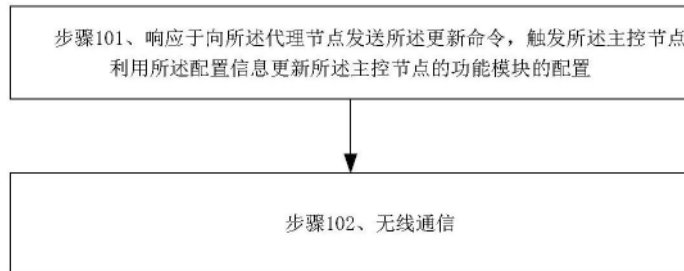 步骤101、响应于向所述代理节点发送所述更新命令，触发所述主控节点
利用所述配置信息更新所述主控节点的功能模块的配置
步骤102、无线通信